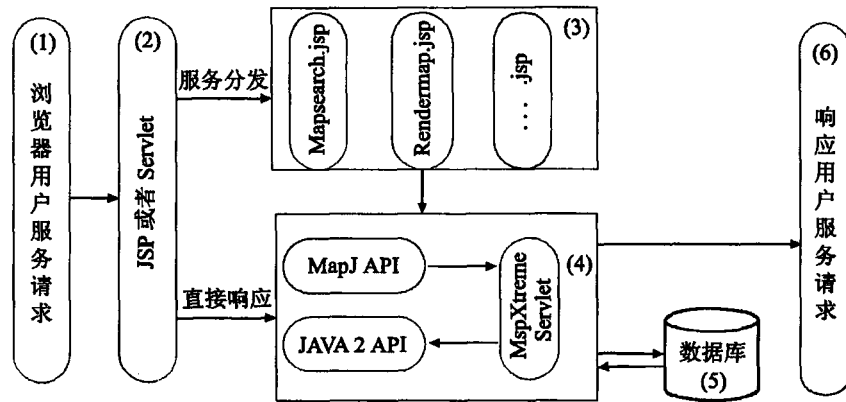 (1)
浏览器用户服务请求
(2)
JSP 或者 Servlet
服务分发
直接响应
Mapsearch.jsp
Rendermap.jsp
... .jsp
(3)
MapJ API
JAVA 2 API
MspXtreme
Servlet
(4)
数据库
(5)
(6)
响应用户服务请求